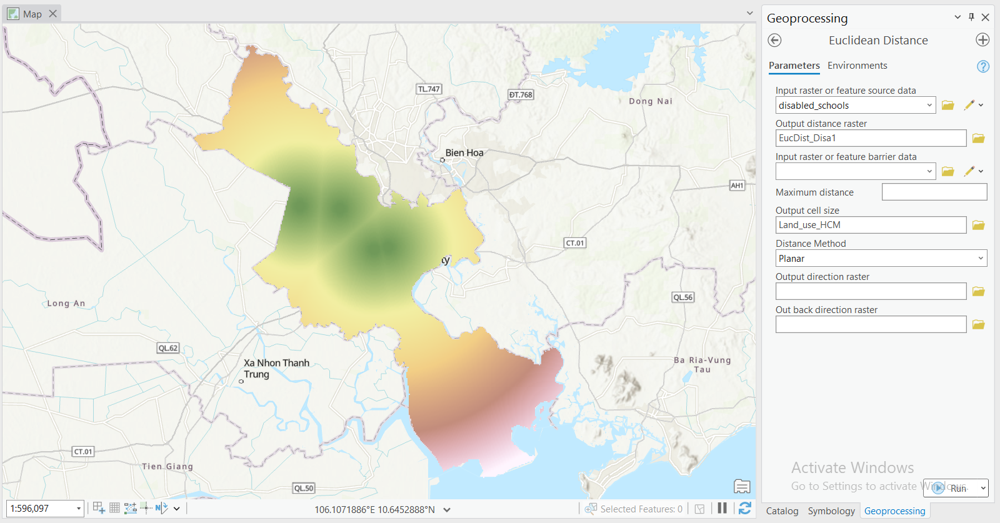 Map
Geoprocessing
Euclidean Distance
Parameters
Environments
Input raster or feature source data
disabled_schools
Output distance raster
EucDist_Disa1
Input raster or feature barrier data
Maximum distance
Output cell size
Land_use_HCM
Distance Method
Planar
Output direction raster
Out back direction raster
Activate Windows
Go to Settings to activate Windows.
Run
Catalog
Symbology
Geoprocessing
TL.747
ĐT.768
Dong Nai
Bien Hoa
AH1
CT.01
ty
Long An
QL.56
QL.62
Xa Nhon Thanh
Trung
Ba Ria-Vung
Tau
CT.01
Tien Giang
QL.50
1:596,097
106.1071886°E 10.6452888°N
Selected Features: 0